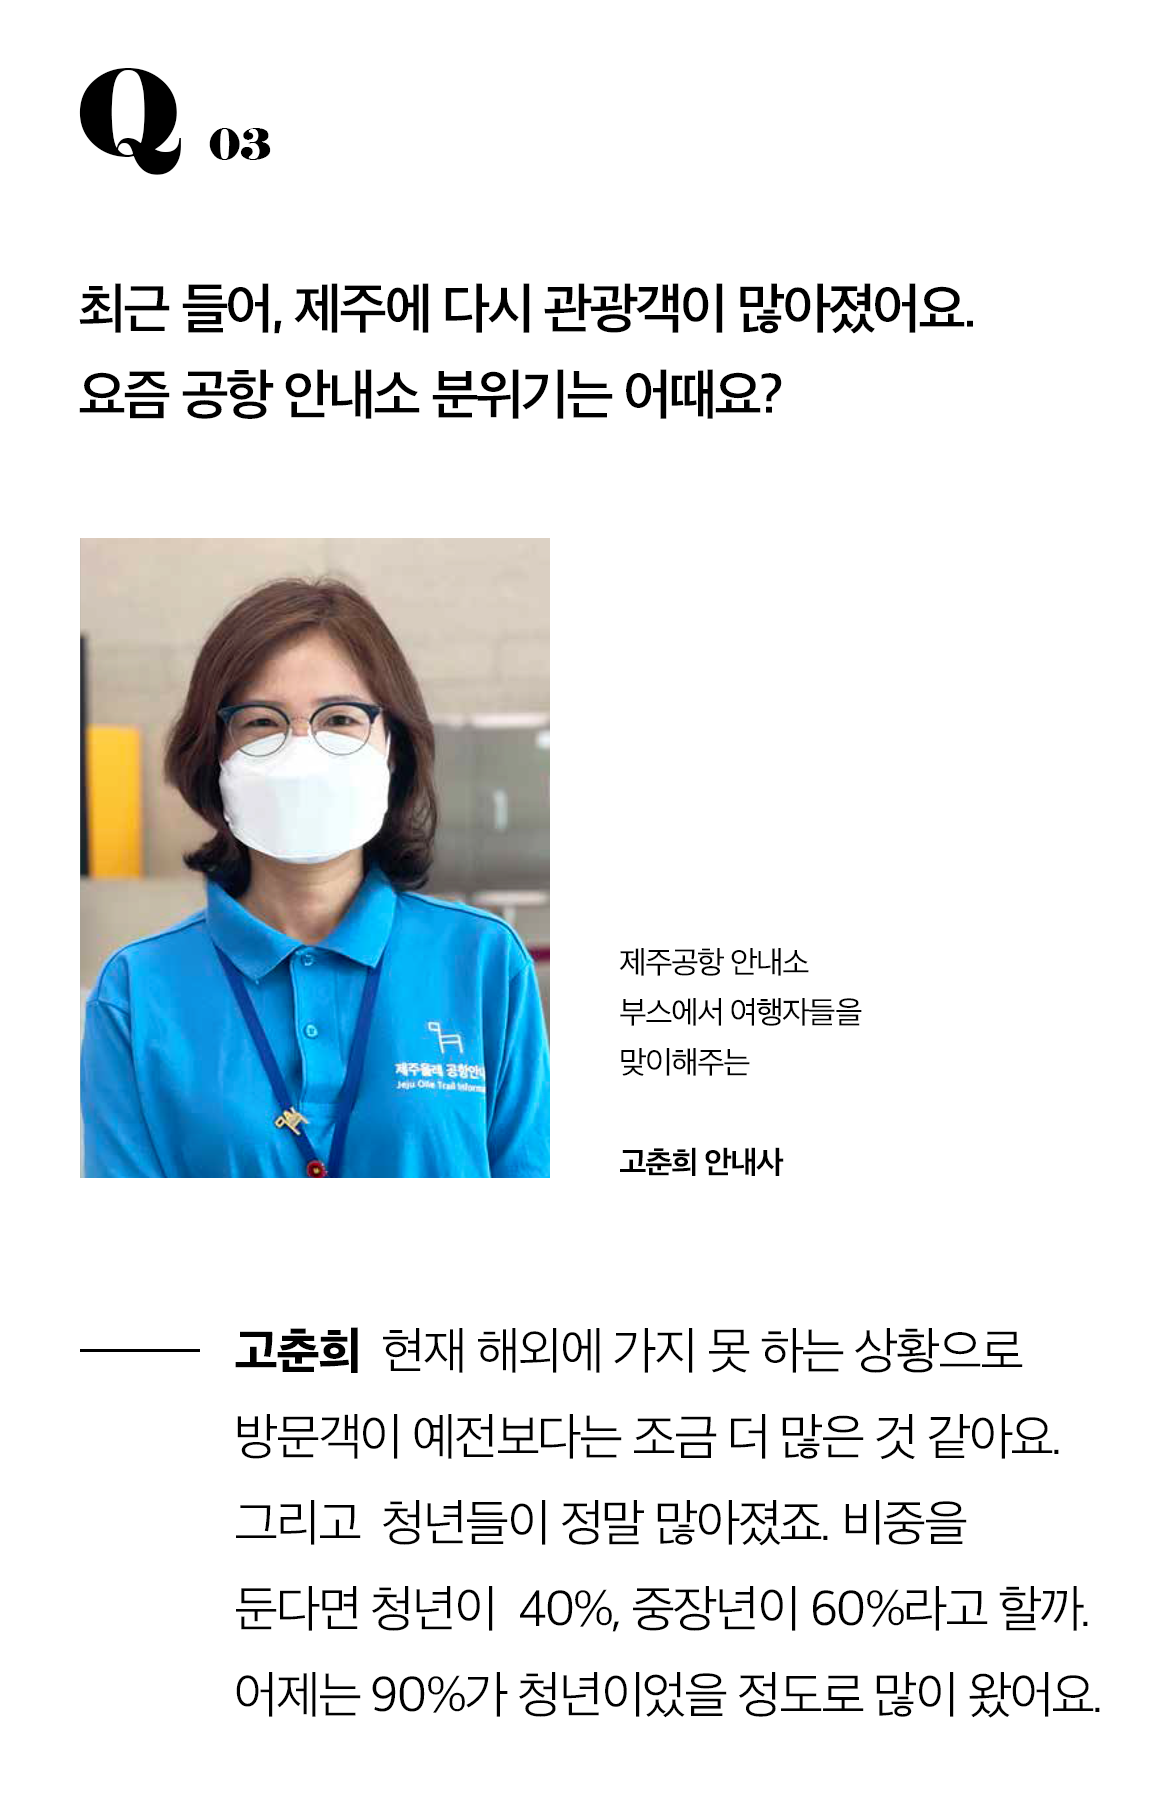 Q 03
최근 들어, 제주에 다시 관광객이 많아졌어요.
요즘 공항 안내소 분위기는 어때요?
제주올레 공항안내
Jeju Olle Trail Informa
제주공항 안내소
부스에서 여행자들을
맞이해주는
고춘희 안내사
고춘희 현재 해외에 가지 못 하는 상황으로
방문객이 예전보다는 조금 더 많은 것 같아요.
그리고 청년들이 정말 많아졌죠. 비중을
둔다면 청년이 40%, 중장년이 60%라고 할까.
어제는 90%가 청년이었을 정도로 많이 왔어요.